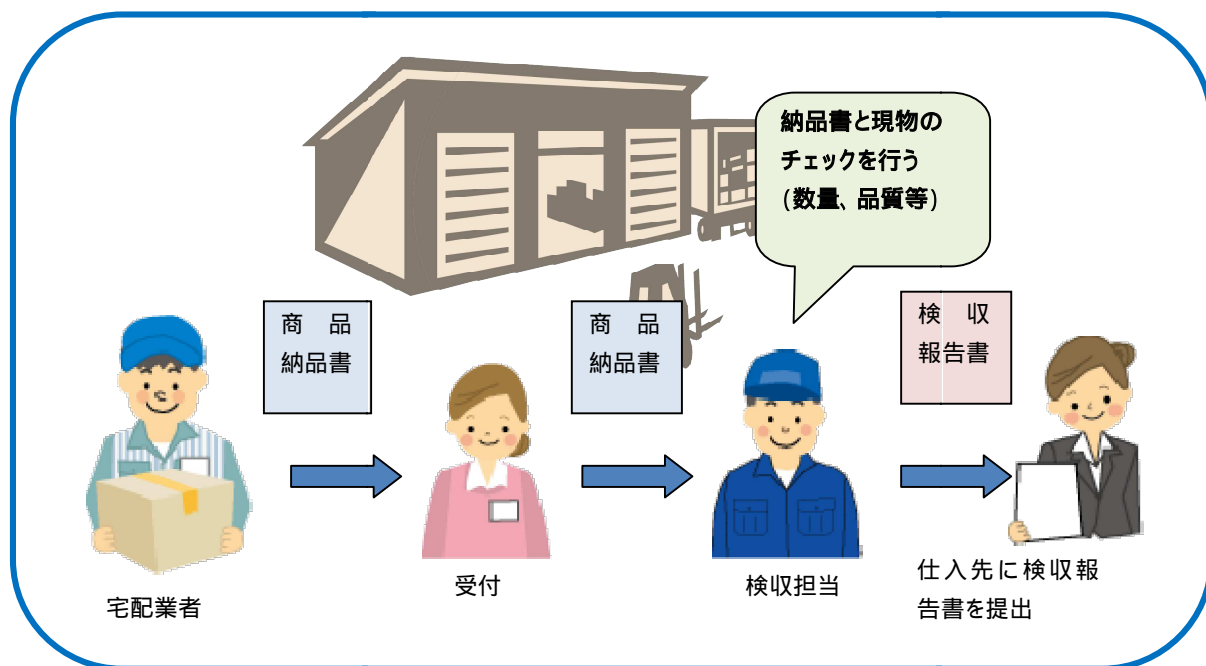 納品書と現物の
チェックを行う
(数量、品質等)
商　品
納品書
商　品
納品書
検　収
報告書
宅配業者
受付
検収担当
仕入先に検収報
告書を提出